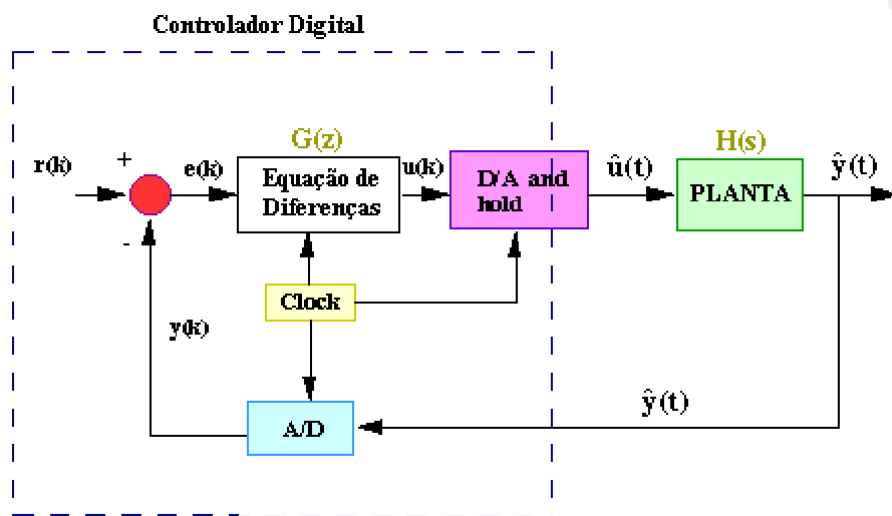 Controlador Digital
G(z)
H(s)
r(k)
+
e(k)
Equação de
Diferenças
u(k)
D/A and
hold
û(t)
PLANTA
ŷ(t)
-
Clock
y(k)
A/D
ŷ(t)